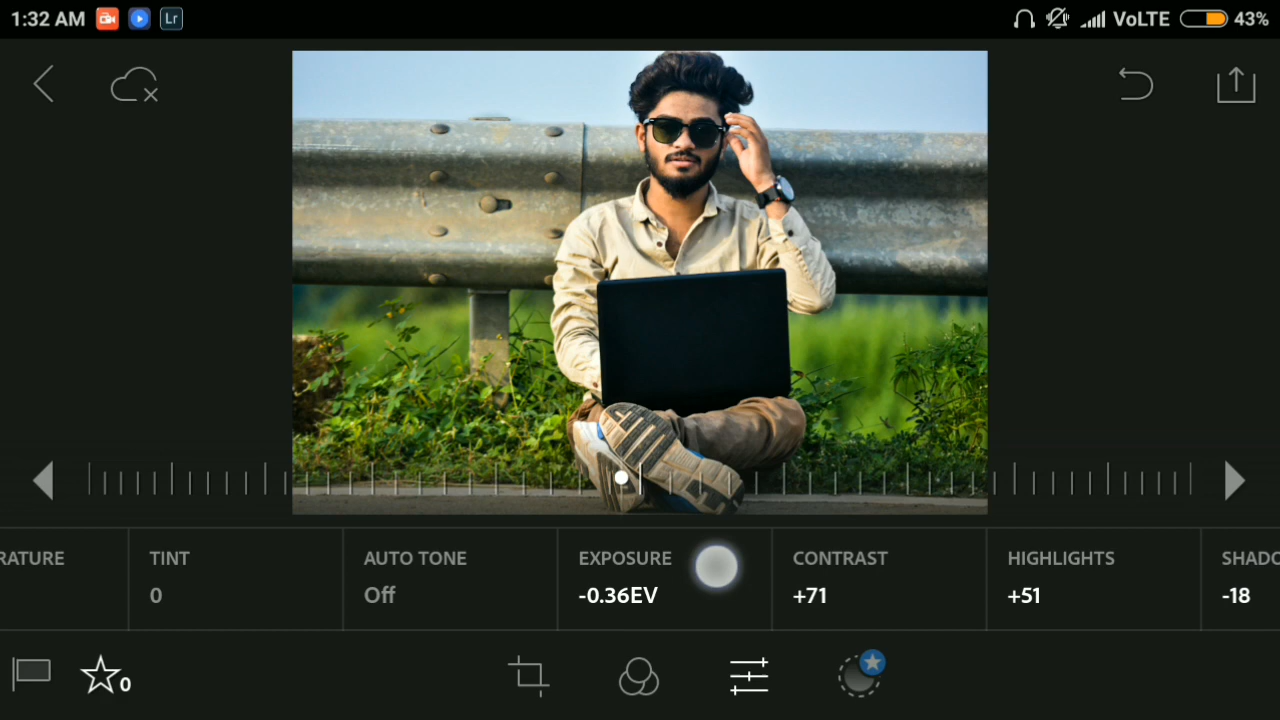 1:32 AM Lr VoLTE 43%
RATURE TINT AUTO TONE EXPOSURE CONTRAST HIGHLIGHTS SHADO
0 Off -0.36EV +71 +51 -18
0